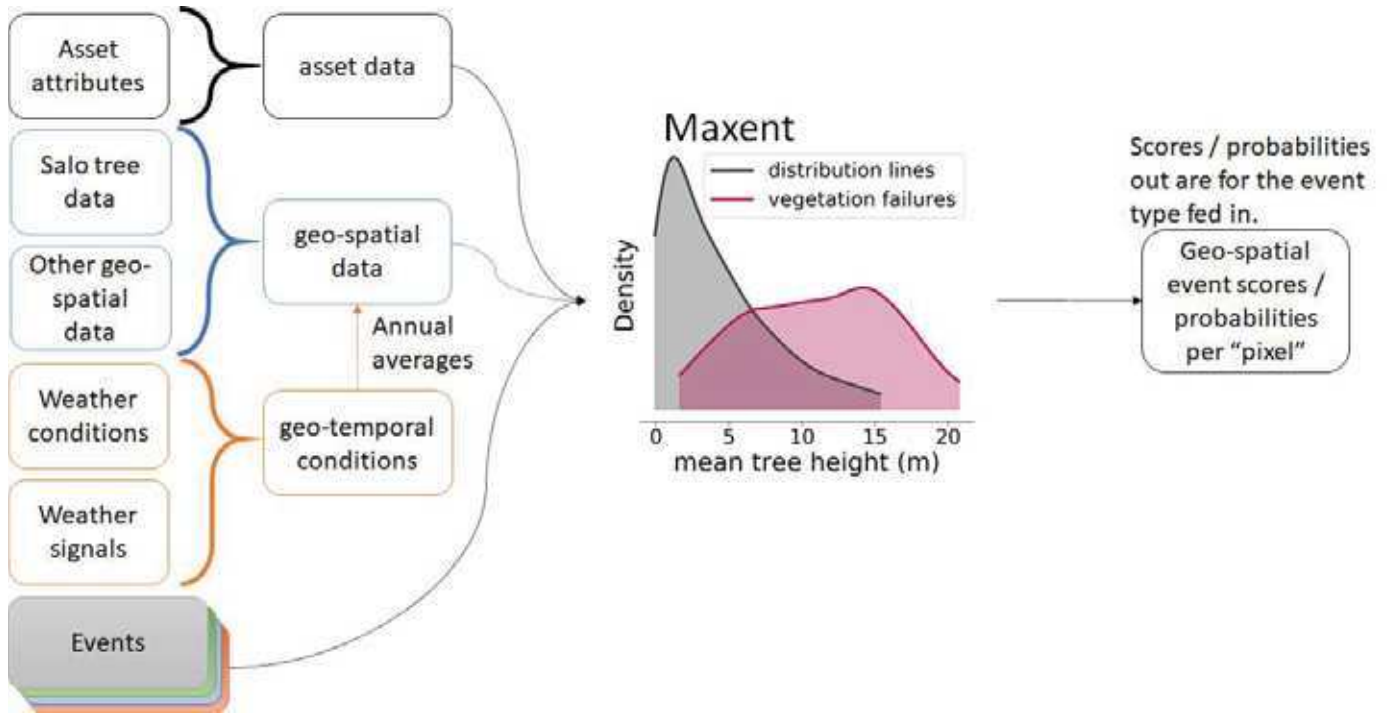 Asset
attributes
asset data
Salo tree
data
Other geo-
spatial
data
geo-spatial
data
Annual
averages
Weather
conditions
Weather
signals
geo-temporal
conditions
Events
Maxent
distribution lines
vegetation failures
Density
0 5 10 15 20
mean tree height (m)
Scores / probabilities
out are for the event
type fed in.
Geo-spatial
event scores /
probabilities
per “pixel”